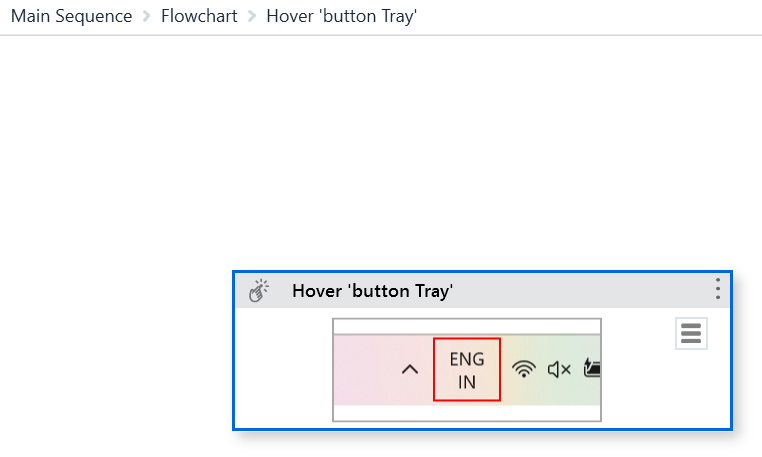 Main Sequence > Flowchart > Hover 'button Tray'
Hover 'button Tray'
ENG
IN